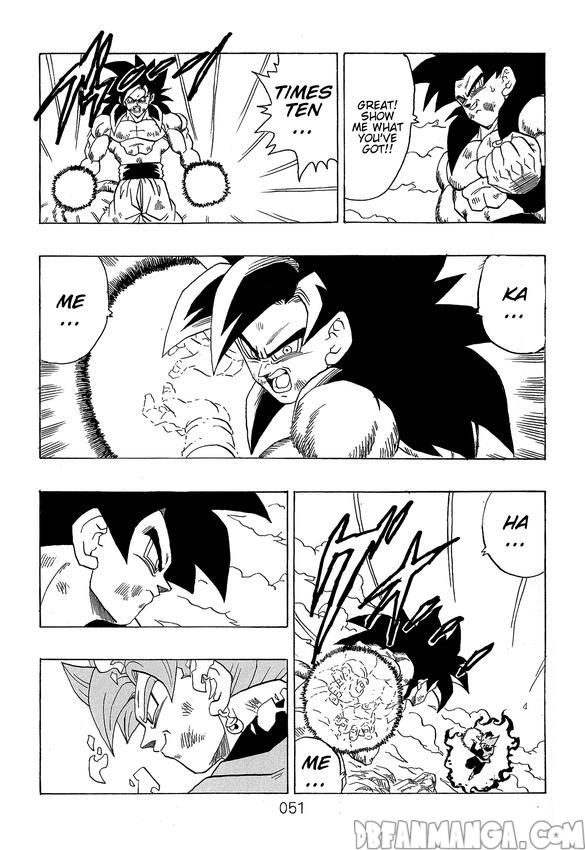 GREAT!
SHOW
ME WHAT
YOU'VE
GOT!!
TIMES
TEN
...
KA
...
ME
...
HA
...
ME
...
051
DBFANMANGA.COM